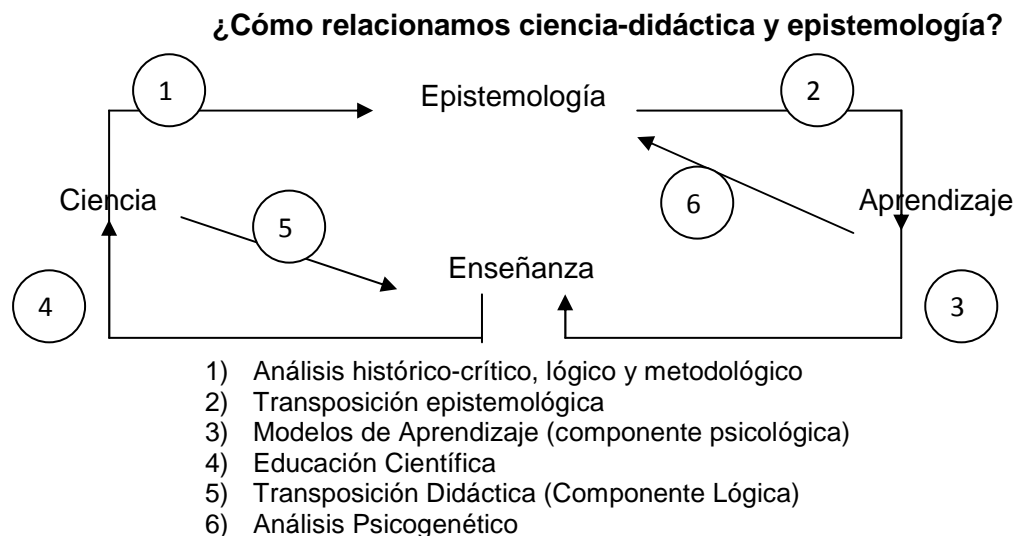 ¿Cómo relacionamos ciencia-didáctica y epistemología?
1
Epistemología
2
Ciencia
5
6
Aprendizaje
4
Enseñanza
3
1) Análisis histórico-crítico, lógico y metodológico
2) Transposición epistemológica
3) Modelos de Aprendizaje (componente psicológica)
4) Educación Científica
5) Transposición Didáctica (Componente Lógica)
6) Análisis Psicogenético